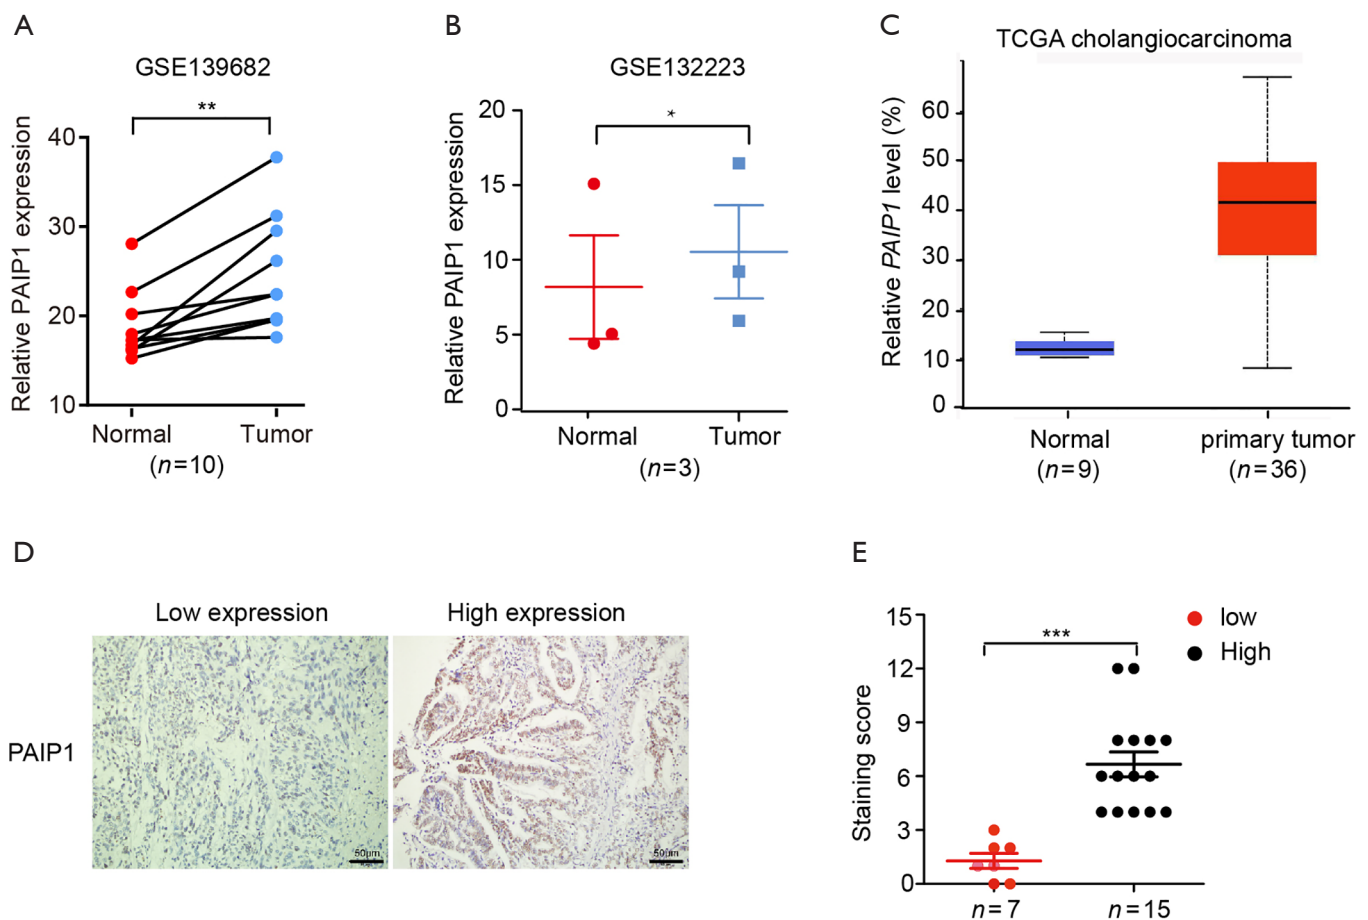 A
GSE139682
**
Relative PAIP1 expression
40
30
20
10
Normal
Tumor
(n=10)
B
GSE132223
*
Relative PAIP1 expression
20
15
10
5
0
Normal
Tumor
(n=3)
C
TCGA cholangiocarcinoma
Relative PAIP1 level (%)
60
50
40
30
20
10
0
Normal
(n=9)
primary tumor
(n=36)
D
Low expression
High expression
PAIP1
50μm
50μm
E
Staining score
15
12
9
6
3
0
***
low
High
n=7
n=15